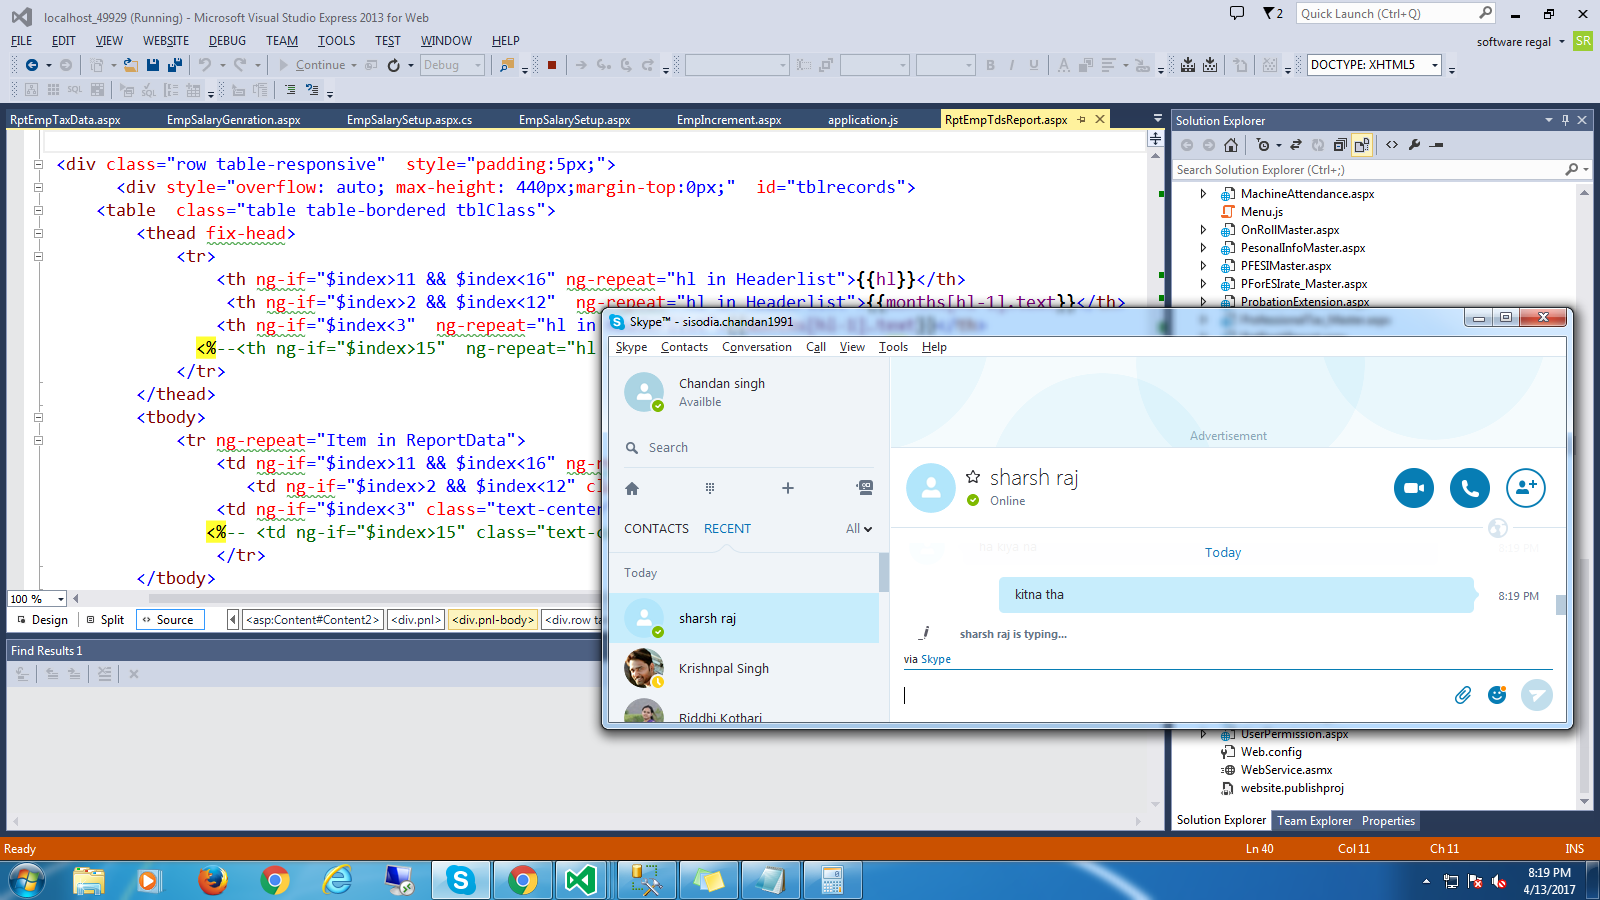 localhost_49929 (Running) - Microsoft Visual Studio Express 2013 for Web
2
Quick Launch (Ctrl+Q)
FILE EDIT VIEW WEBSITE DEBUG TEAM TOOLS TEST WINDOW HELP
software regal SR
Continue Debug DOCTYPE: XHTML5
RptEmpTaxData.aspx EmpSalaryGenration.aspx EmpSalarySetup.aspx.cs EmpSalarySetup.aspx EmpIncrement.aspx application.js RptEmpTdsReport.aspx
<div class="row table-responsive" style="padding:5px;">
<div style="overflow: auto; max-height: 440px;margin-top:0px;" id="tblrecords">
<table class="table table-bordered tblClass">
<thead fix-head>
<tr>
<th ng-if="$index>11 && $index<16" ng-repeat="hl in Headerlist">{{hl}}</th>
<th ng-if="$index>2 && $index<12" ng-repeat="hl in Headerlist">{{months[hl-1].text}}</th>
<th ng-if="$index<3" ng-repeat="hl in
<%--<th ng-if="$index>15" ng-repeat="hl
</tr>
</thead>
<tbody>
<tr ng-repeat="Item in ReportData">
<td ng-if="$index>11 && $index<16" ng-
<td ng-if="$index>2 && $index<12"
<td ng-if="$index<3" class="text-center
<%-- <td ng-if="$index>15" class="text-c
</tr>
</tbody>
100 %
Design Split Source <asp:Content#Content2> <div.pnl> <div.pnl-body> <div.row ta
Find Results 1
Solution Explorer
Search Solution Explorer (Ctrl+;)
MachineAttendance.aspx
Menu.js
OnRollMaster.aspx
PesonalInfoMaster.aspx
PFESIMaster.aspx
PForESIrate_Master.aspx
ProbationExtension.aspx
UserPermission.aspx
Web.config
WebService.asmx
website.publishproj
Solution Explorer Team Explorer Properties
Skype™ - sisodia.chandan1991
Skype Contacts Conversation Call View Tools Help
Chandan singh
Availble
Search
CONTACTS RECENT All
Today
sharsh raj
Krishnpal Singh
Riddhi Kothari
Advertisement
sharsh raj
Online
na kiya na 8:19 PM
Today
kitna tha 8:19 PM
sharsh raj is typing...
via Skype
Ready Ln 40 Col 11 Ch 11 INS
8:19 PM
4/13/2017